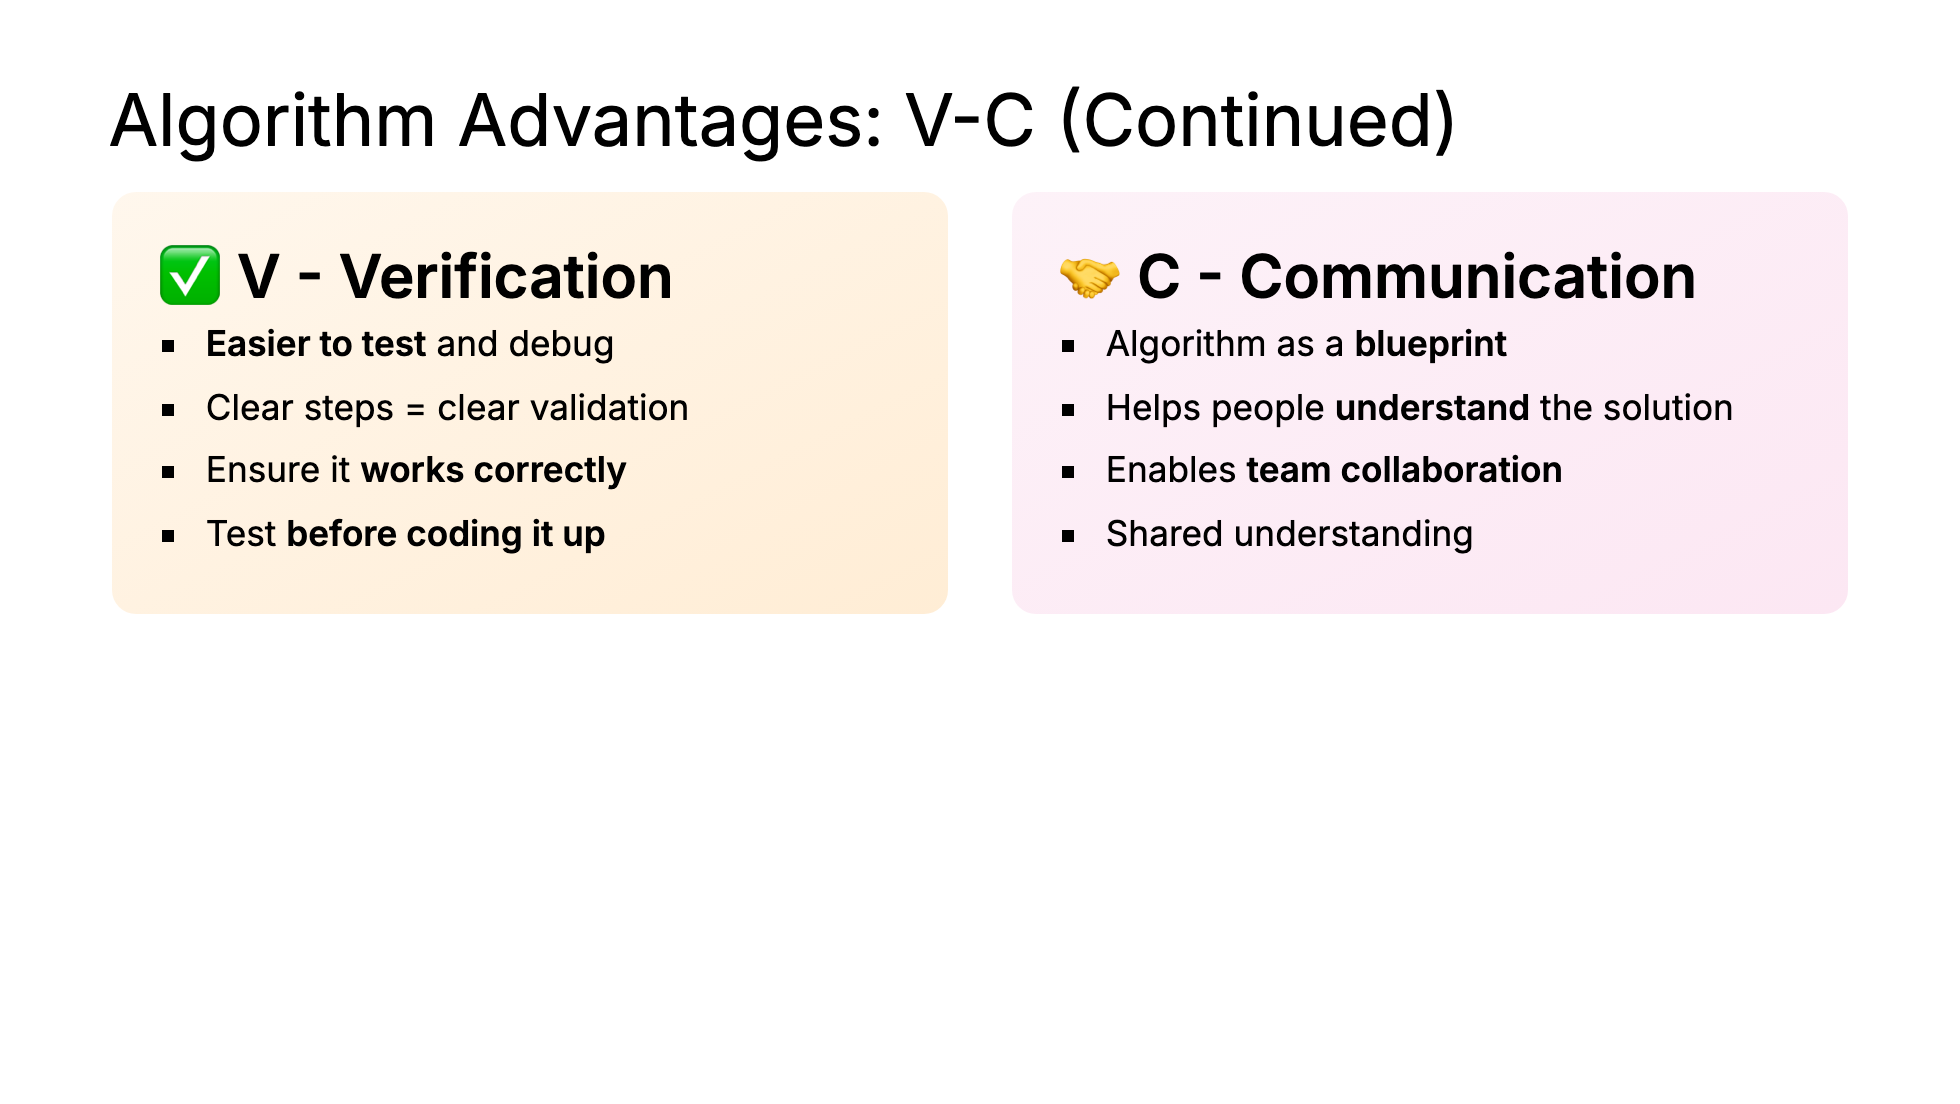 Algorithm Advantages: V-C (Continued)
✅ V - Verification
▪ Easier to test and debug
▪ Clear steps = clear validation
▪ Ensure it works correctly
▪ Test before coding it up
🤝 C - Communication
▪ Algorithm as a blueprint
▪ Helps people understand the solution
▪ Enables team collaboration
▪ Shared understanding